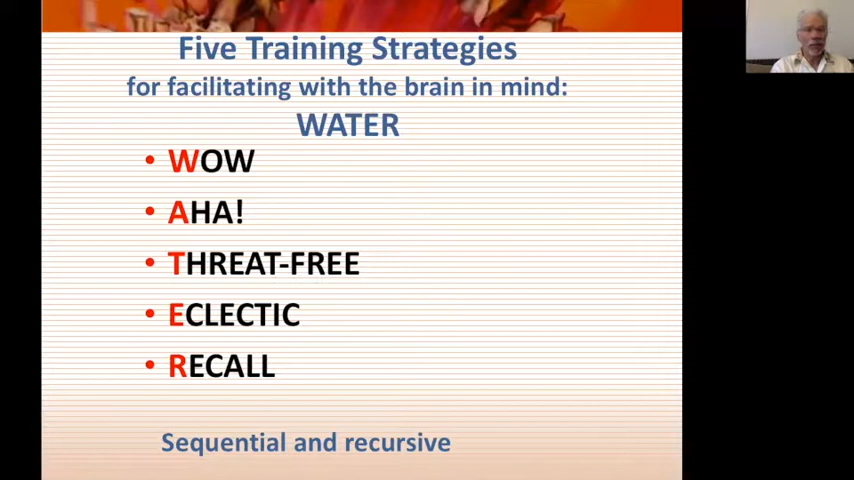 Five Training Strategies
for facilitating with the brain in mind:
WATER
• WOW
• AHA!
• THREAT-FREE
• ECLECTIC
• RECALL
Sequential and recursive